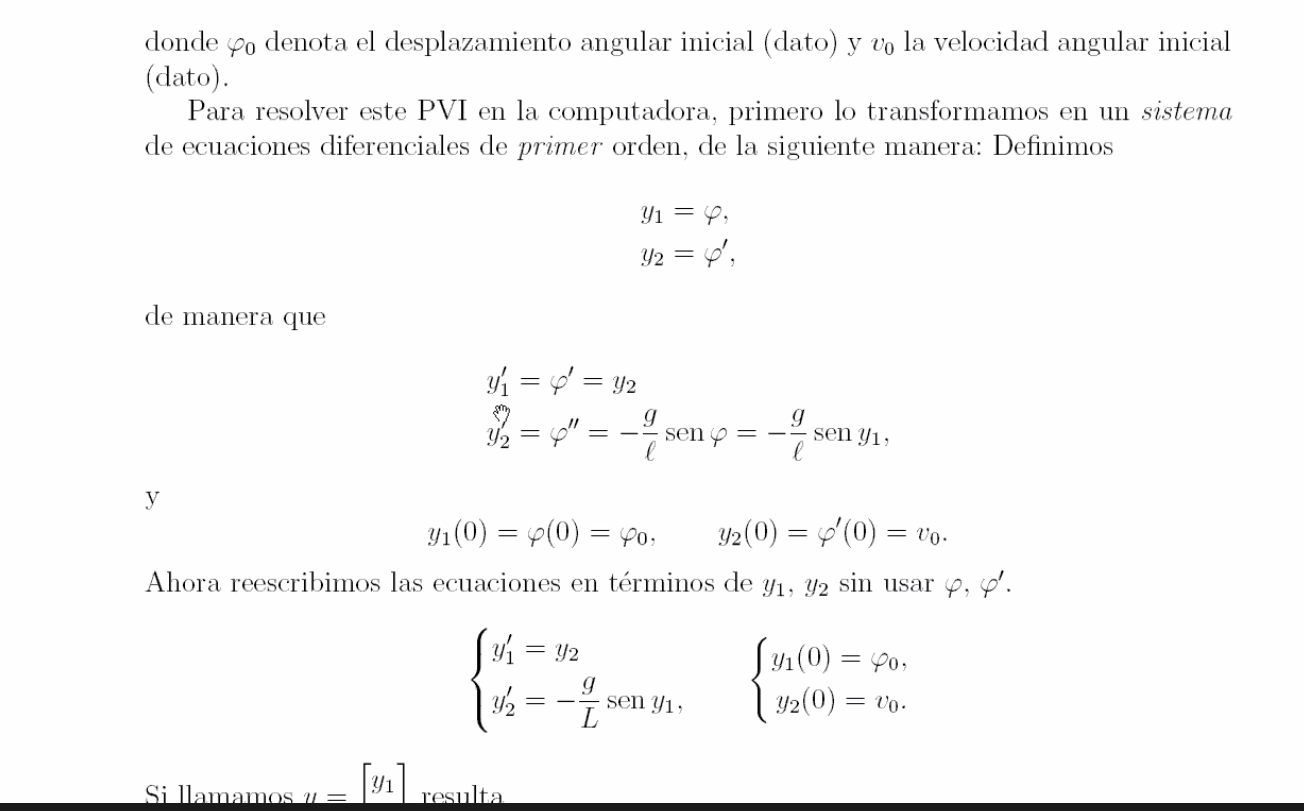 donde φ₀ denota el desplazamiento angular inicial (dato) y v₀ la velocidad angular inicial
(dato).
Para resolver este PVI en la computadora, primero lo transformamos en un sistema
de ecuaciones diferenciales de primer orden, de la siguiente manera: Definimos
y₁ = φ,
y₂ = φ′,
de manera que
y₁′ = φ′ = y₂
y₂′ = φ″ = −g/ℓ sen φ = −g/ℓ sen y₁,
y
y₁(0) = φ(0) = φ₀, y₂(0) = φ′(0) = v₀.
Ahora reescribimos las ecuaciones en términos de y₁, y₂ sin usar φ, φ′.
{ y₁′ = y₂ { y₁(0) = φ₀,
y₂′ = −g/L sen y₁, y₂(0) = v₀.
Si llamamos y = [y₁] resulta